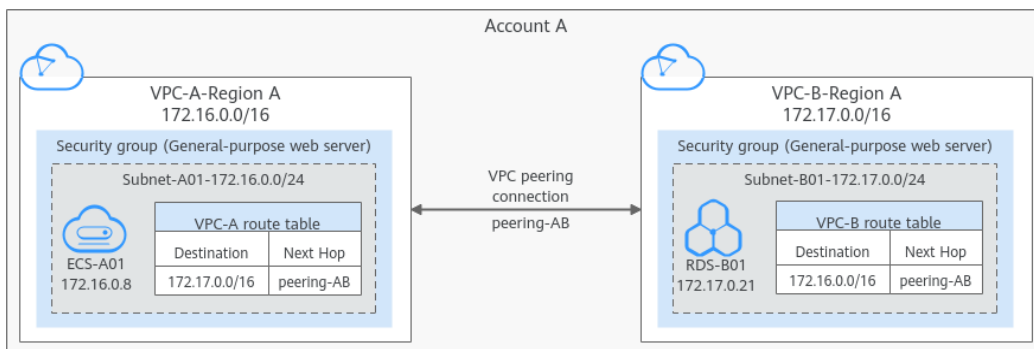 Account A
VPC-A-Region A
172.16.0.0/16
Security group (General-purpose web server)
Subnet-A01-172.16.0.0/24
ECS-A01
172.16.0.8
VPC-A route table
Destination Next Hop
172.17.0.0/16 peering-AB
VPC peering
connection
peering-AB
VPC-B-Region A
172.17.0.0/16
Security group (General-purpose web server)
Subnet-B01-172.17.0.0/24
RDS-B01
172.17.0.21
VPC-B route table
Destination Next Hop
172.16.0.0/16 peering-AB